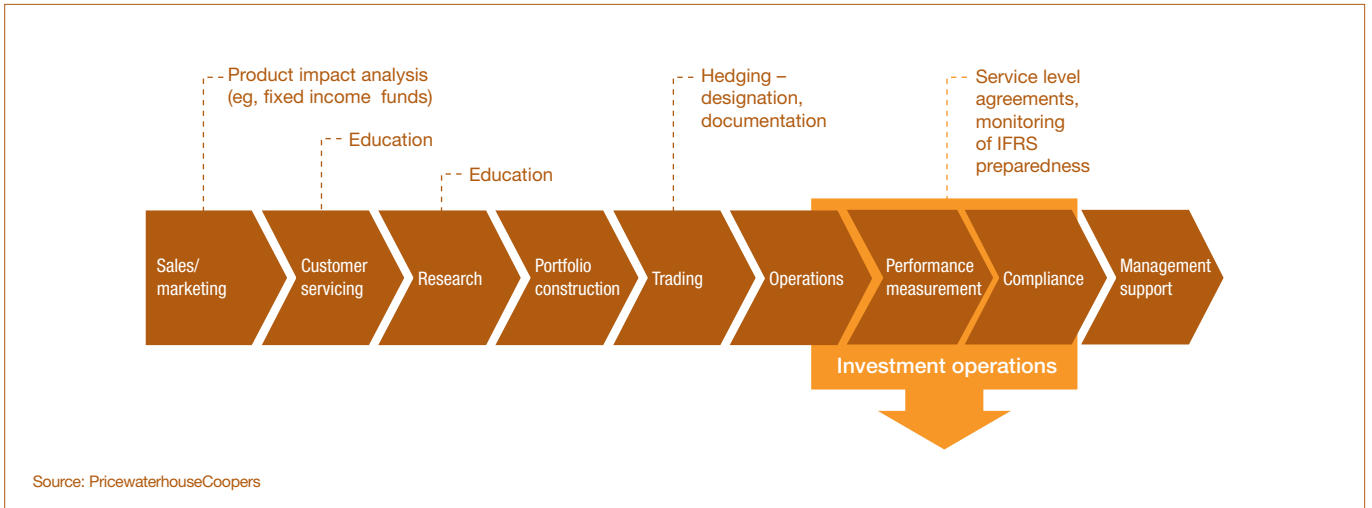 Product impact analysis
(eg, fixed income funds)
Education
Education
Hedging –
designation,
documentation
Service level
agreements,
monitoring
of IFRS
preparedness
Sales/
marketing
Customer
servicing
Research
Portfolio
construction
Trading
Operations
Performance
measurement
Compliance
Management
support
Investment operations
Source: PricewaterhouseCoopers